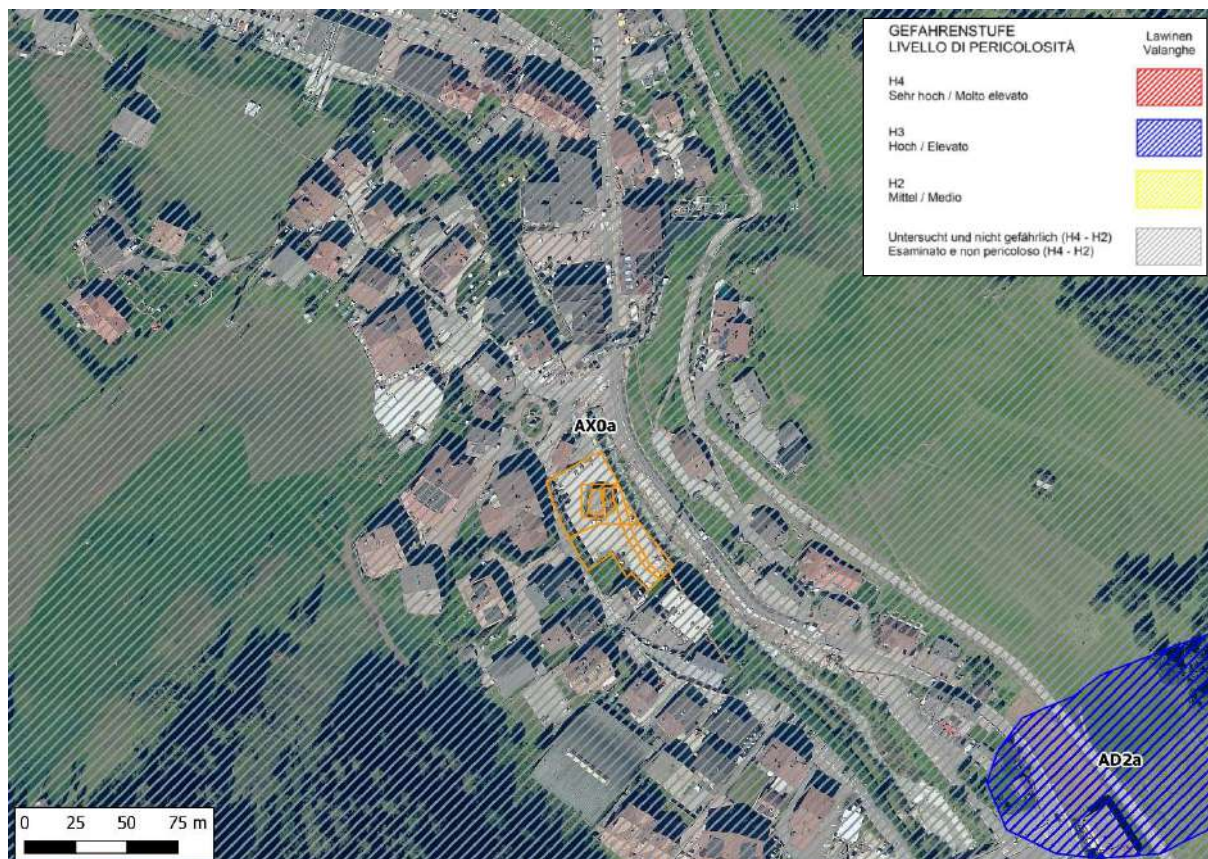 GEFAHRENSTUFE
LIVELLO DI PERICOLOSITÀ
Lawinen
Valanghe
H4
Sehr hoch / Molto elevato
H3
Hoch / Elevato
H2
Mittel / Medio
Untersucht und nicht gefährlich (H4 - H2)
Esaminato e non pericoloso (H4 - H2)
AX0a
AD2a
0 25 50 75 m